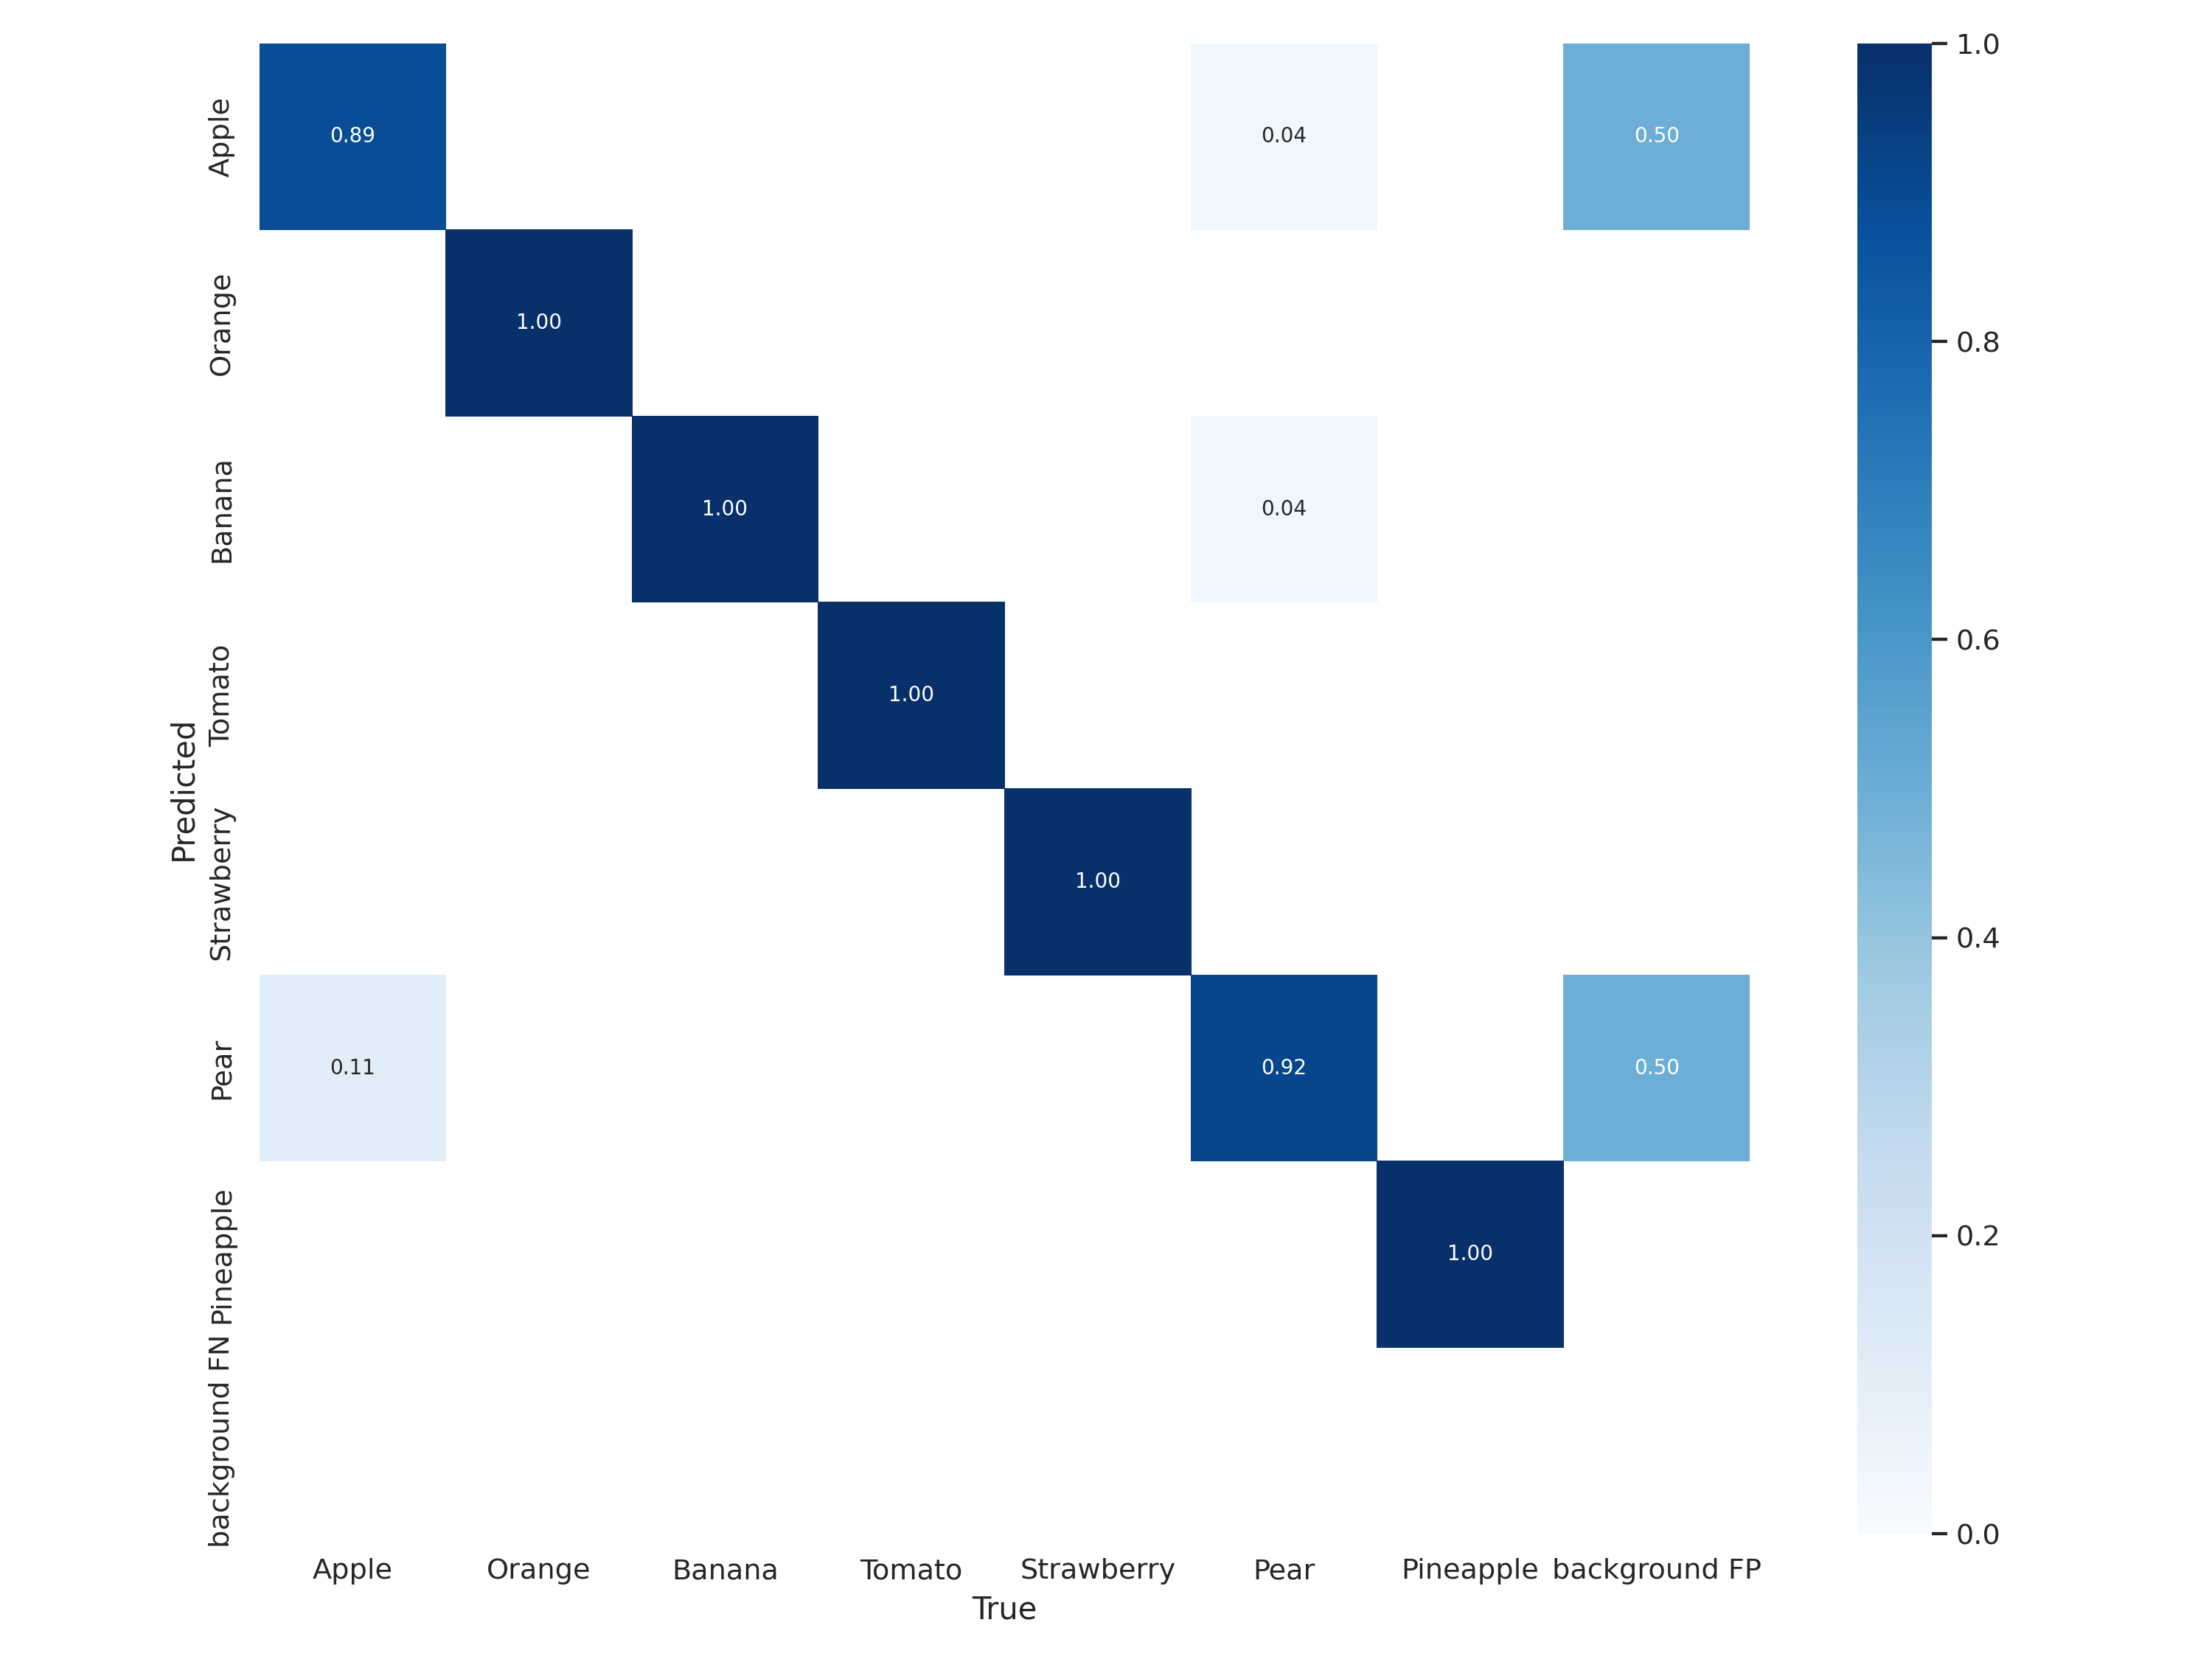 1.0
Apple
0.89
0.04
0.50
Orange
1.00
0.8
Banana
1.00
0.04
0.6
Tomato
1.00
Predicted
Strawberry
1.00
0.4
Pear
0.11
0.92
0.50
Pineapple
1.00
0.2
background FN
0.0
Apple Orange Banana Tomato Strawberry Pear Pineapple background FP
True